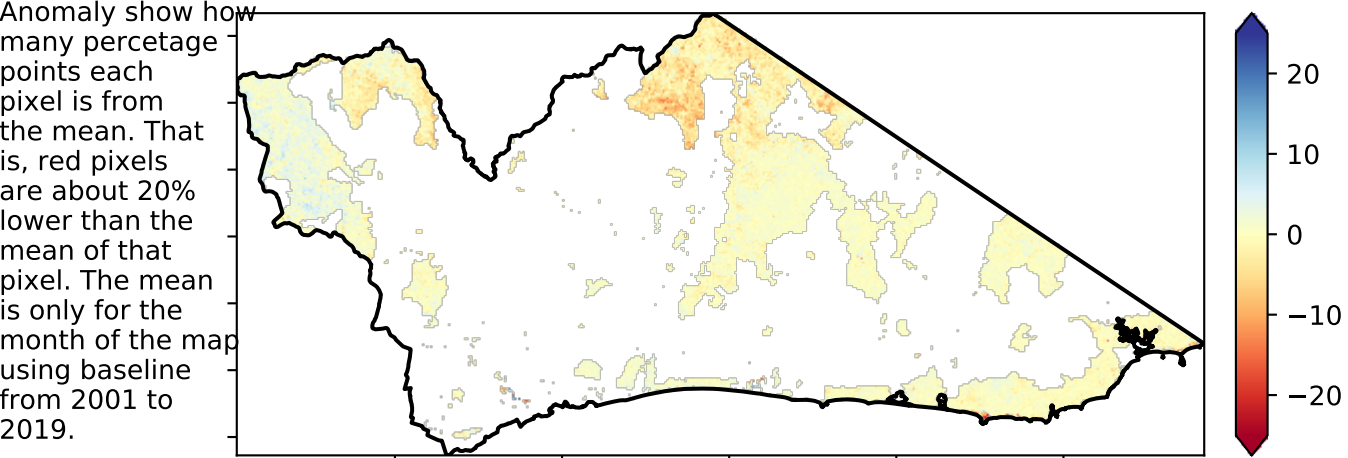 Anomaly show how
many percetage
points each
pixel is from
the mean. That
is, red pixels
are about 20%
lower than the
mean of that
pixel. The mean
is only for the
month of the map
using baseline
from 2001 to
2019.
20
10
0
−10
−20